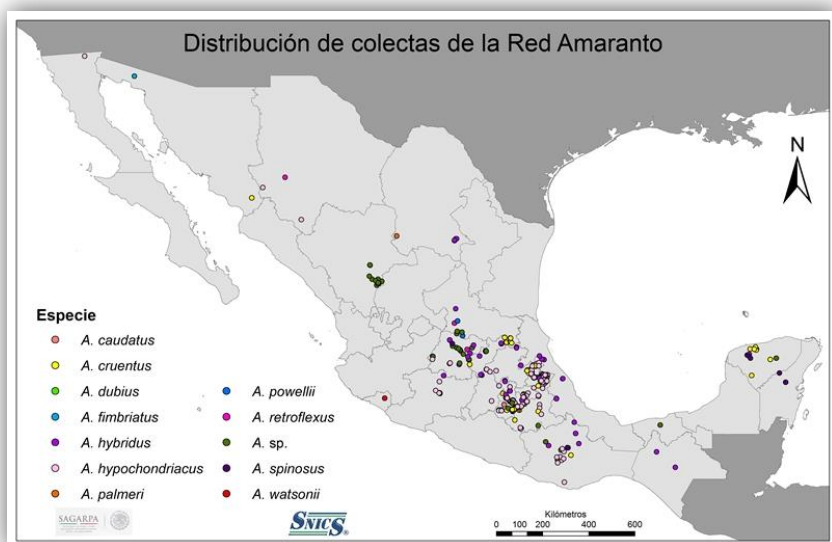 Distribución de colectas de la Red Amaranto
N
Especie
A. caudatus
A. cruentus
A. dubius
A. fimbriatus
A. hybridus
A. hypochondriacus
A. palmeri
A. powellii
A. retroflexus
A. sp.
A. spinosus
A. watsonii
SAGARPA
SNICS
Kilómetros
0 100 200 400 600